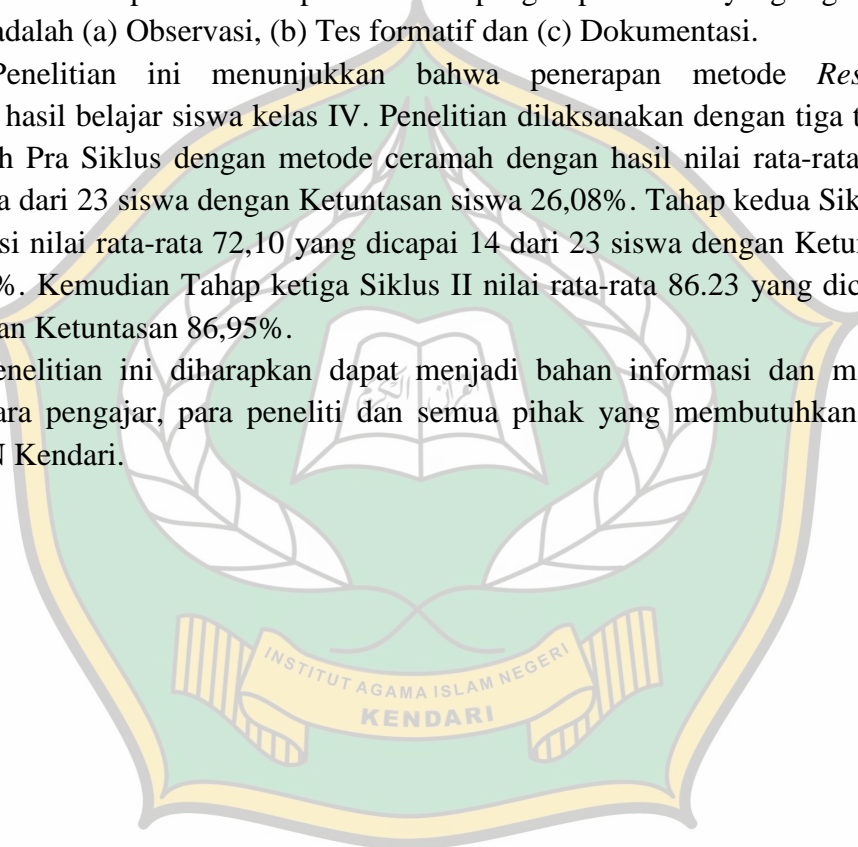 adalah (a) Observasi, (b) Tes formatif dan (c) Dokumentasi.
Penelitian ini menunjukkan bahwa penerapan metode Res
hasil belajar siswa kelas IV. Penelitian dilaksanakan dengan tiga t
h Pra Siklus dengan metode ceramah dengan hasil nilai rata-rata
a dari 23 siswa dengan Ketuntasan siswa 26,08%. Tahap kedua Sik
si nilai rata-rata 72,10 yang dicapai 14 dari 23 siswa dengan Ketun
%. Kemudian Tahap ketiga Siklus II nilai rata-rata 86.23 yang dic
an Ketuntasan 86,95%.
enelitian ini diharapkan dapat menjadi bahan informasi dan m
ara pengajar, para peneliti dan semua pihak yang membutuhkan
N Kendari.
INSTITUT AGAMA ISLAM NEGERI
KENDARI